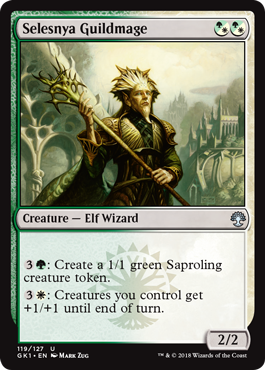 Selesnya Guildmage
Creature — Elf Wizard
3: Create a 1/1 green Saproling
creature token.
3: Creatures you control get
+1/+1 until end of turn.
2/2
119/127 U
GK1 • EN Mark Zug
™ & © 2018 Wizards of the Coast